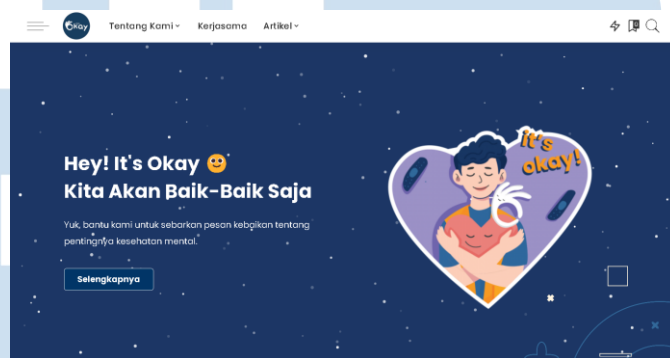 Okay
Tentang Kami
Kerjasama
Artikel
Hey! It's Okay 🙂
Kita Akan Baik-Baik Saja
Yuk, bantu kami untuk sebarkan pesan kebaikan tentang
pentingnya kesehatan mental.
Selengkapnya
it's
okay!